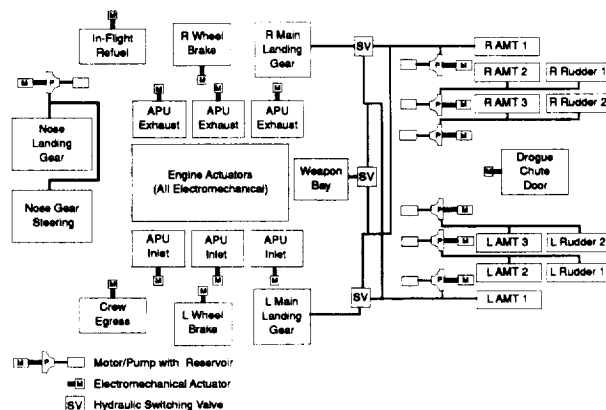 In-Flight Refuel
R Wheel Brake
R Main Landing Gear
SV
R AMT 1
M
P
R AMT 2
R Rudder 1
M
P
M
APU Exhaust
APU Exhaust
APU Exhaust
P
M
R AMT 3
R Rudder 2
P
M
Nose Landing Gear
Engine Actuators (All Electromechanical)
Weapon Bay
SV
M
Drogue Chute Door
Nose Gear Steering
P
M
APU Inlet
APU Inlet
APU Inlet
P
M
L AMT 3
L Rudder 2
L AMT 2
L Rudder 1
M
M
M
P
M
Crew Egress
L Wheel Brake
L Main Landing Gear
SV
L AMT 1
M
P
Motor/Pump with Reservoir
M
Electromechanical Actuator
SV
Hydraulic Switching Valve